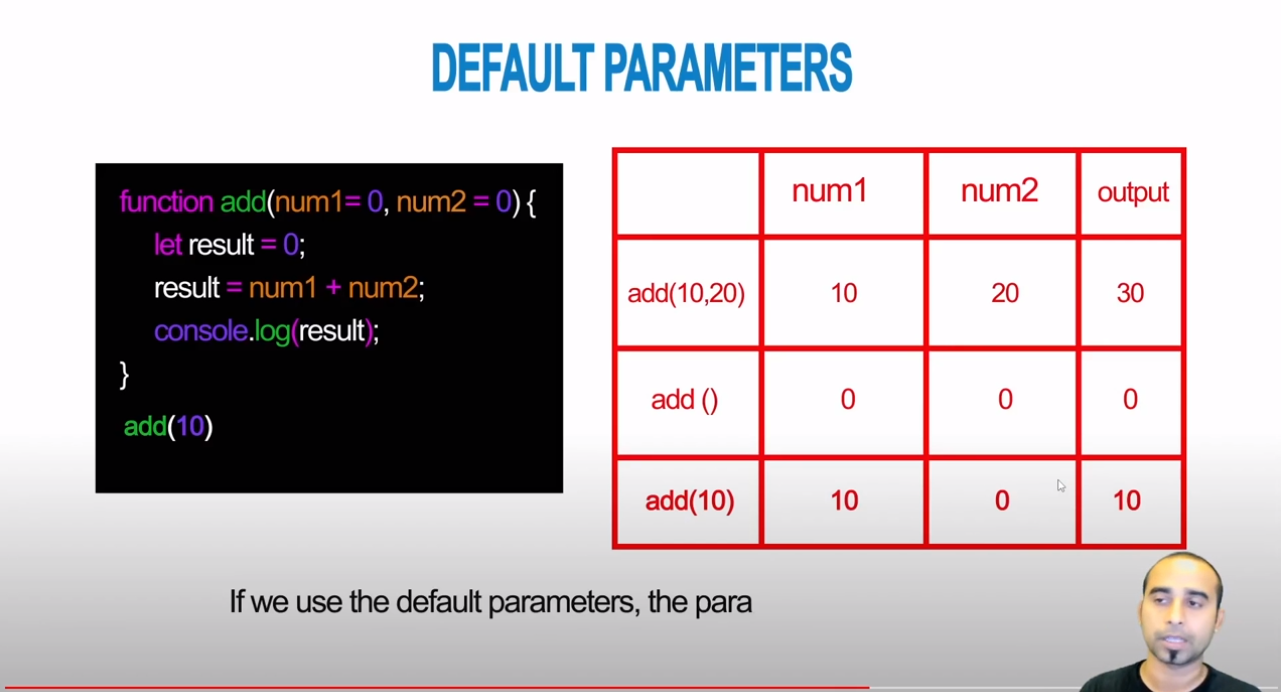 DEFAULT PARAMETERS
function add(num1= 0, num2 = 0) {
let result = 0;
result = num1 + num2;
console.log(result);
}
add(10)
num1 num2 output
add(10,20) 10 20 30
add () 0 0 0
add(10) 10 0 10
If we use the default parameters, the para